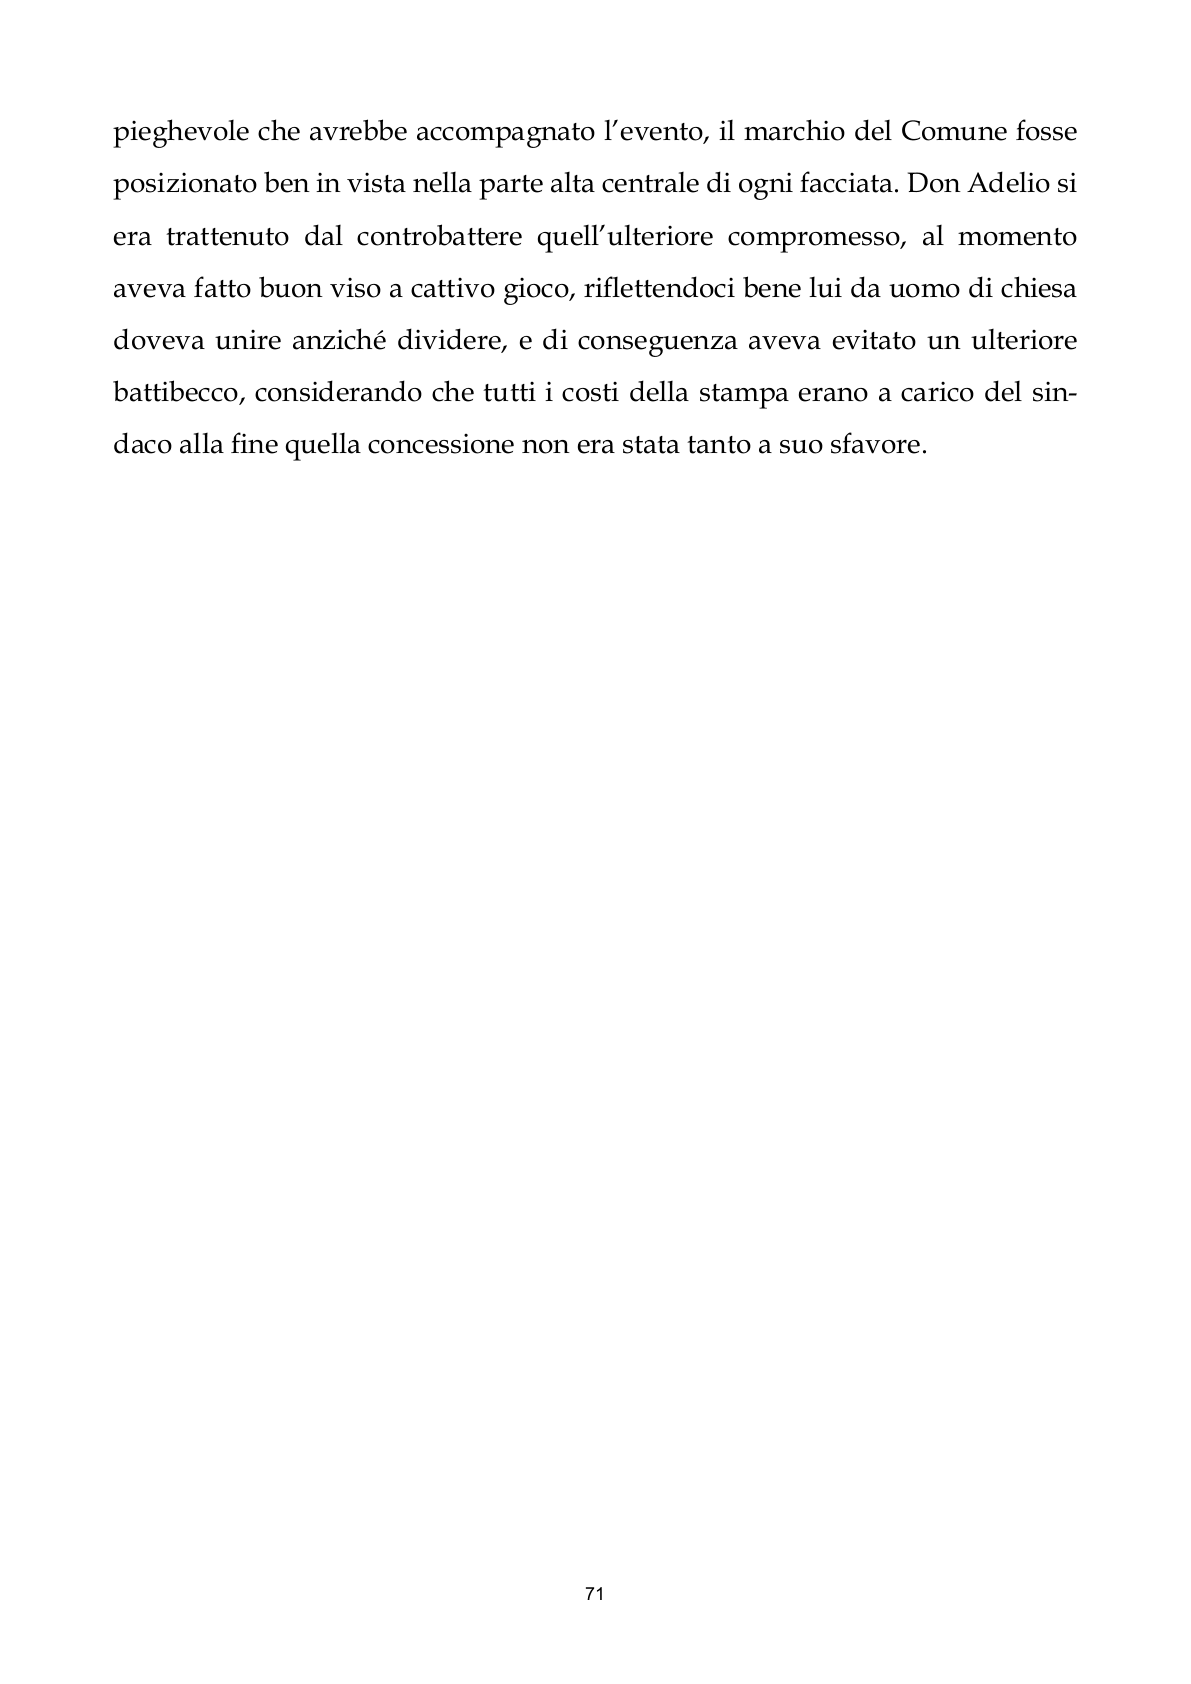 pieghevole che avrebbe accompagnato l’evento, il marchio del Comune fosse
posizionato ben in vista nella parte alta centrale di ogni facciata. Don Adelio si
era trattenuto dal controbattere quell’ulteriore compromesso, al momento
aveva fatto buon viso a cattivo gioco, riflettendoci bene lui da uomo di chiesa
doveva unire anziché dividere, e di conseguenza aveva evitato un ulteriore
battibecco, considerando che tutti i costi della stampa erano a carico del sin-
daco alla fine quella concessione non era stata tanto a suo sfavore.
71